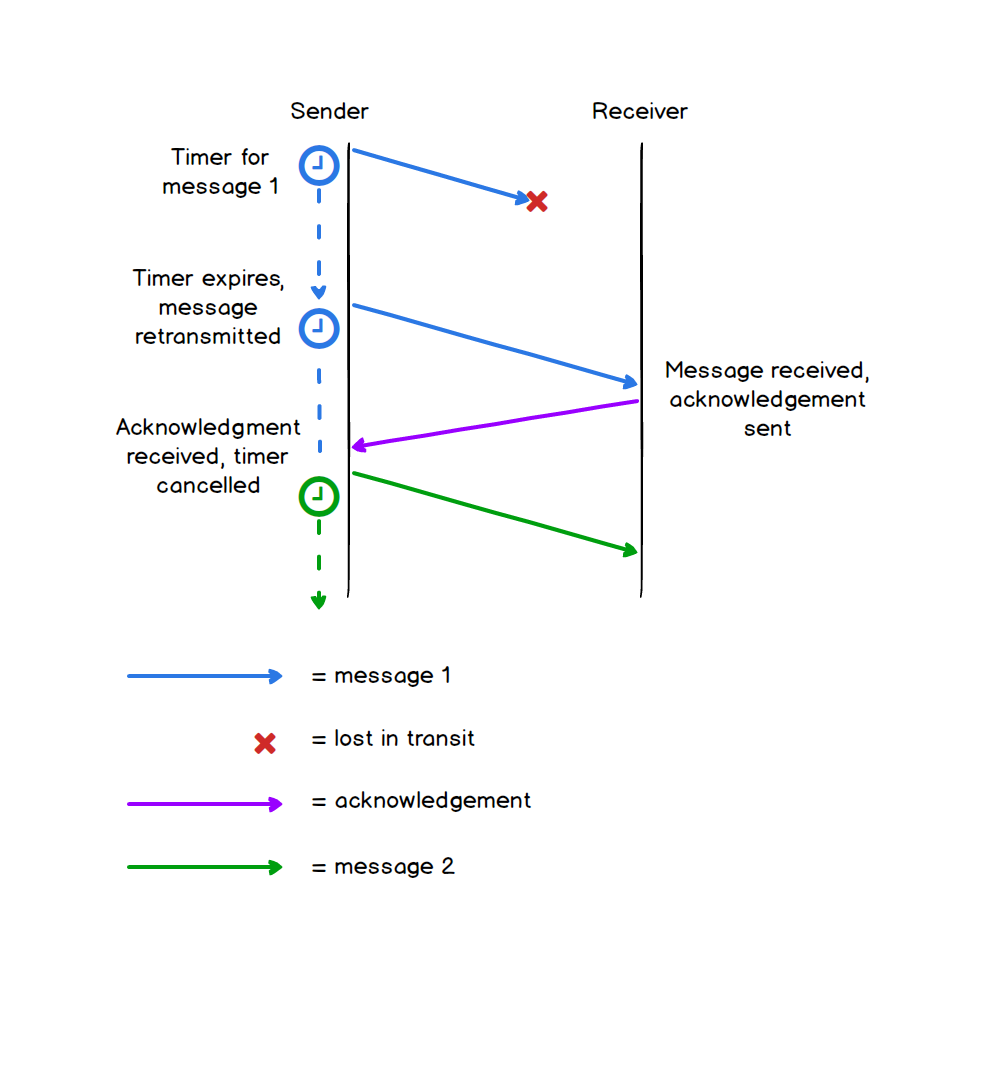 Sender
Receiver
Timer for
message 1
Timer expires,
message
retransmitted
Message received,
acknowledgement
sent
Acknowledgment
received, timer
cancelled
= message 1
= lost in transit
= acknowledgement
= message 2